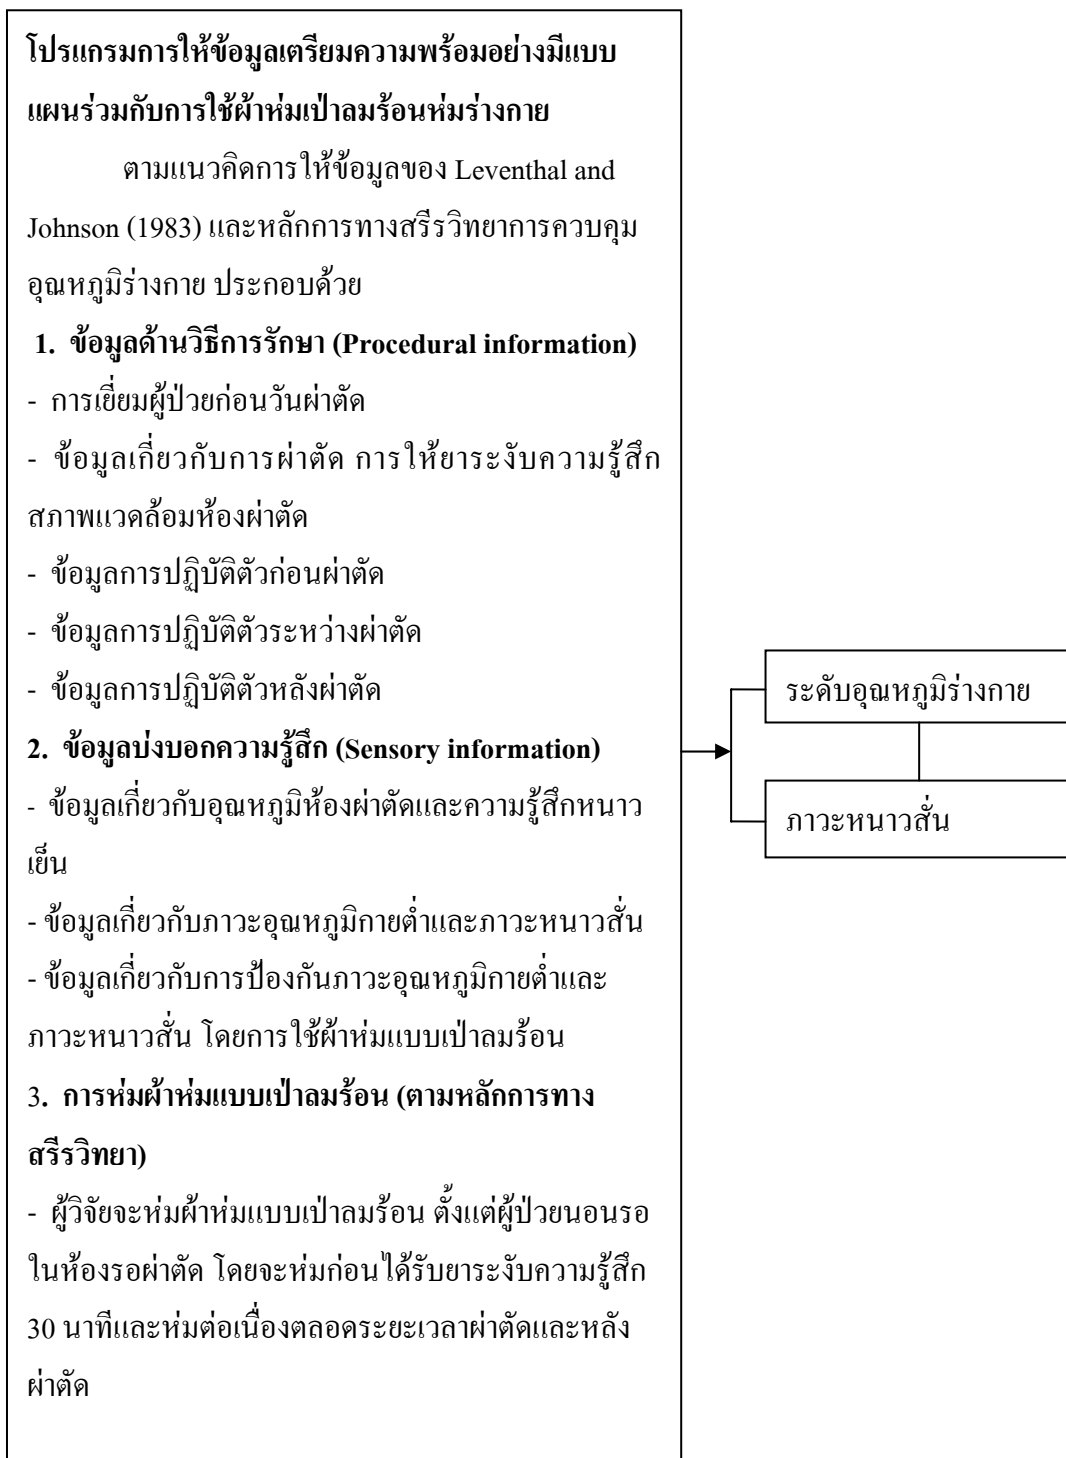 โปรแกรมการให้ข้อมูลเตรียมความพร้อมอย่างมีแบบ
แผนร่วมกับการใช้ผ้าห่มเป่าลมร้อนห่มร่างกาย
ตามแนวคิดการให้ข้อมูลของ Leventhal and
Johnson (1983) และหลักการทางสรีรวิทยาการควบคุม
อุณหภูมิร่างกาย ประกอบด้วย
1. ข้อมูลด้านวิธีการรักษา (Procedural information)
- การเยี่ยมผู้ป่วยก่อนวันผ่าตัด
- ข้อมูลเกี่ยวกับการผ่าตัด การให้ยาระงับความรู้สึก
สภาพแวดล้อมห้องผ่าตัด
- ข้อมูลการปฏิบัติตัวก่อนผ่าตัด
- ข้อมูลการปฏิบัติตัวระหว่างผ่าตัด
- ข้อมูลการปฏิบัติตัวหลังผ่าตัด
2. ข้อมูลบ่งบอกความรู้สึก (Sensory information)
- ข้อมูลเกี่ยวกับอุณหภูมิห้องผ่าตัดและความรู้สึกหนาว
เย็น
- ข้อมูลเกี่ยวกับภาวะอุณหภูมิกายต่ำและภาวะหนาวสั่น
- ข้อมูลเกี่ยวกับการป้องกันภาวะอุณหภูมิกายต่ำและ
ภาวะหนาวสั่น โดยการใช้ผ้าห่มแบบเป่าลมร้อน
3. การห่มผ้าห่มแบบเป่าลมร้อน (ตามหลักการทาง
สรีรวิทยา)
- ผู้วิจัยจะห่มผ้าห่มแบบเป่าลมร้อน ตั้งแต่ผู้ป่วยนอนรอ
ในห้องรอผ่าตัด โดยจะห่มก่อนได้รับยาระงับความรู้สึก
30 นาทีและห่มต่อเนื่องตลอดระยะเวลาผ่าตัดและหลัง
ผ่าตัด
ระดับอุณหภูมิร่างกาย
ภาวะหนาวสั่น